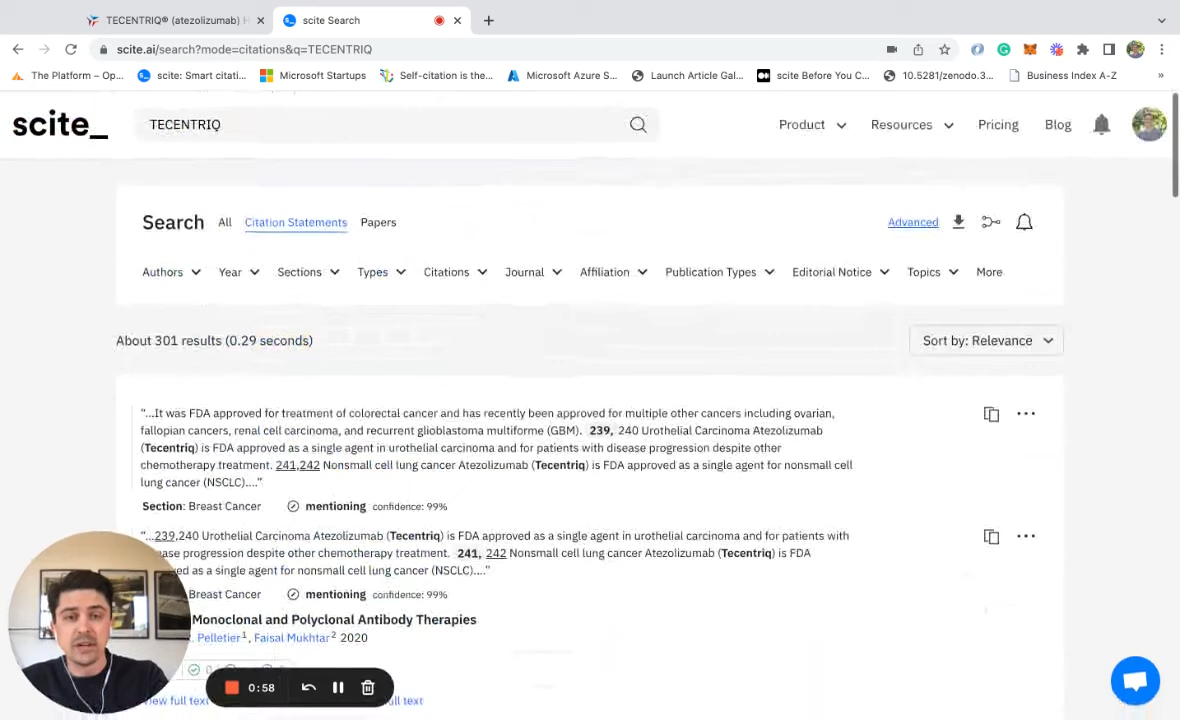 TECENTRIQ® (atezolizumab) H
scite Search
scite.ai/search?mode=citations&q=TECENTRIQ
The Platform – Op...
scite: Smart citati...
Microsoft Startups
Self-citation is the...
Microsoft Azure S...
Launch Article Gal...
scite Before You C...
10.5281/zenodo.3...
Business Index A-Z
»
scite_
TECENTRIQ
Product
Resources
Pricing
Blog
Search
All
Citation Statements
Papers
Advanced
Authors
Year
Sections
Types
Citations
Journal
Affiliation
Publication Types
Editorial Notice
Topics
More
About 301 results (0.29 seconds)
Sort by: Relevance
“...It was FDA approved for treatment of colorectal cancer and has recently been approved for multiple other cancers including ovarian,
fallopian cancers, renal cell carcinoma, and recurrent glioblastoma multiforme (GBM). 239, 240 Urothelial Carcinoma Atezolizumab
(Tecentriq) is FDA approved as a single agent in urothelial carcinoma and for patients with disease progression despite other
chemotherapy treatment. 241,242 Nonsmall cell lung cancer Atezolizumab (Tecentriq) is FDA approved as a single agent for nonsmall cell
lung cancer (NSCLC)....”
Section: Breast Cancer
mentioning confidence: 99%
“...239,240 Urothelial Carcinoma Atezolizumab (Tecentriq) is FDA approved as a single agent in urothelial carcinoma and for patients with
ase progression despite other chemotherapy treatment. 241, 242 Nonsmall cell lung cancer Atezolizumab (Tecentriq) is FDA
ved as a single agent for nonsmall cell lung cancer (NSCLC)....”
Breast Cancer
mentioning confidence: 99%
Monoclonal and Polyclonal Antibody Therapies
Pelletier1, Faisal Mukhtar2 2020
0:58
iew full text
ull text